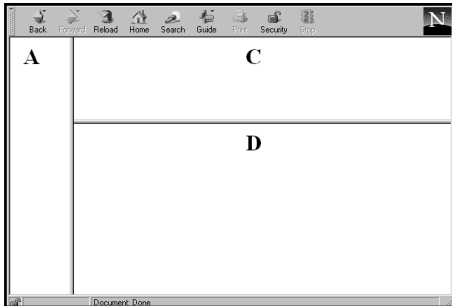 Back Forward Reload Home Search Guide Print Security Stop N
A C
D
Document: Done